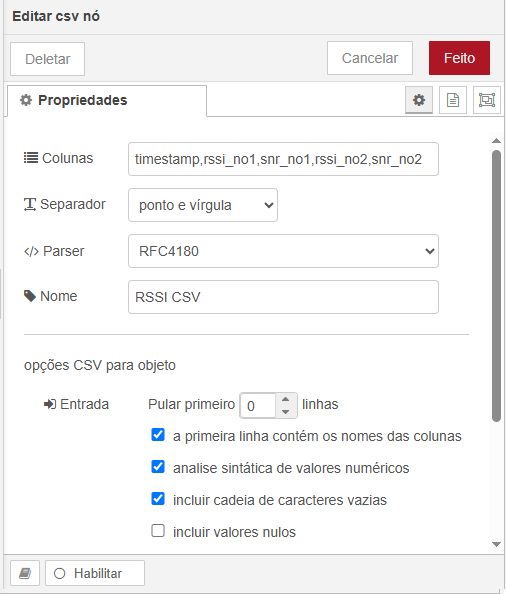 Editar csv nó
Deletar
Cancelar
Feito
Propriedades
Colunas
timestamp,rssi_no1,snr_no1,rssi_no2,snr_no2
Separador
ponto e vírgula
</> Parser
RFC4180
Nome
RSSI CSV
opções CSV para objeto
Entrada
Pular primeiro 0 linhas
a primeira linha contém os nomes das colunas
analise sintática de valores numéricos
incluir cadeia de caracteres vazias
incluir valores nulos
Habilitar